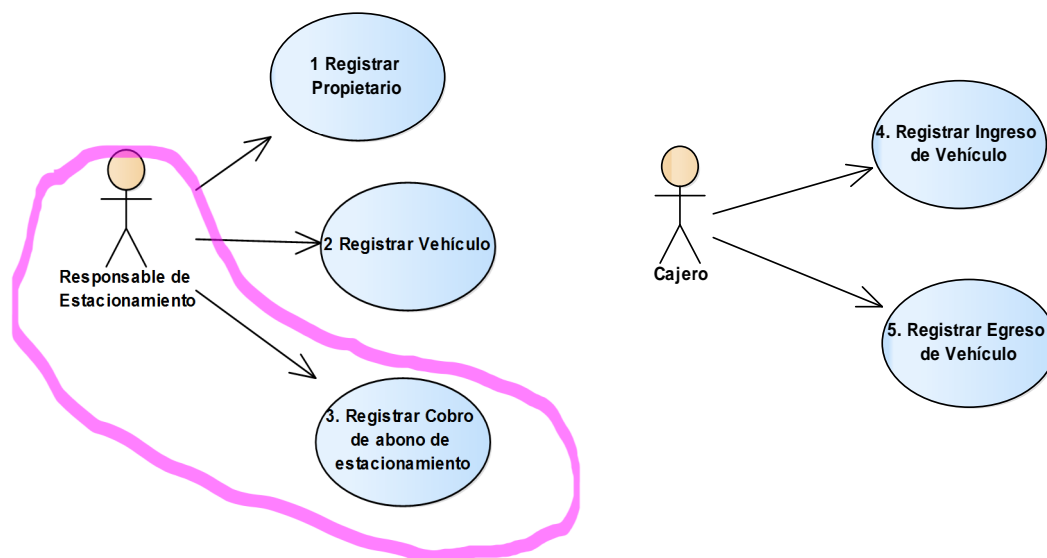 1 Registrar
Propietario
2 Registrar Vehículo
Responsable de
Estacionamiento
3. Registrar Cobro
de abono de
estacionamiento
4. Registrar Ingreso
de Vehículo
Cajero
5. Registrar Egreso
de Vehículo